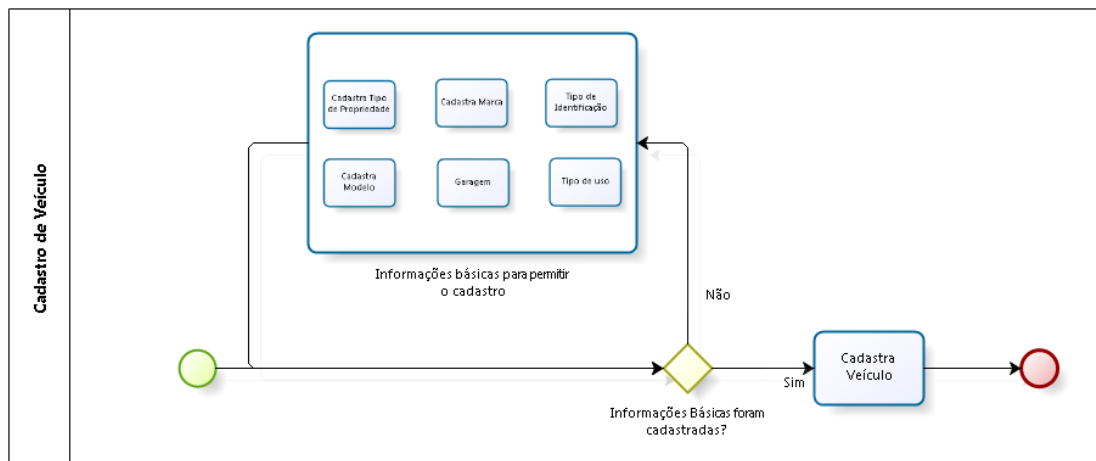 Cadastro de Veículo
Cadastra Tipo
de Propriedade
Cadastra Marca
Tipo de
Identificação
Cadastra
Modelo
Garagem
Tipo de uso
Informações básicas para permitir
o cadastro
Não
Sim
Cadastra
Veículo
Informações Básicas foram
cadastradas?